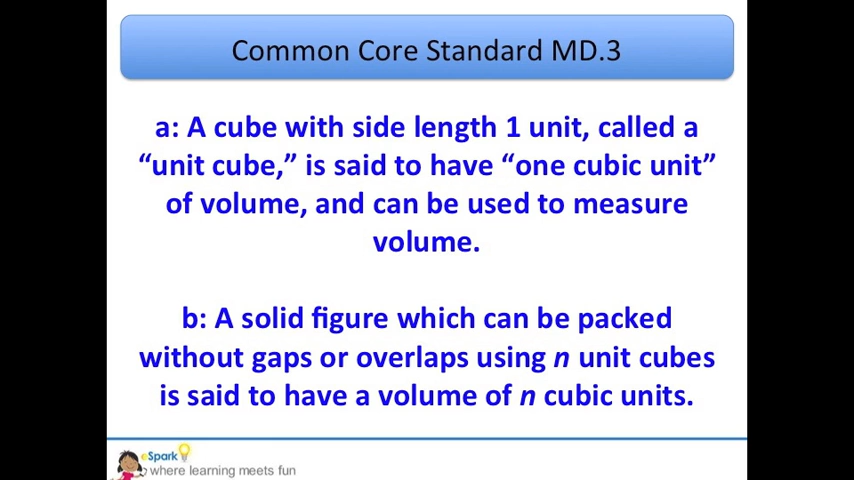 Common Core Standard MD.3
a: A cube with side length 1 unit, called a
“unit cube,” is said to have “one cubic unit”
of volume, and can be used to measure
volume.
b: A solid figure which can be packed
without gaps or overlaps using n unit cubes
is said to have a volume of n cubic units.
eSpark
where learning meets fun